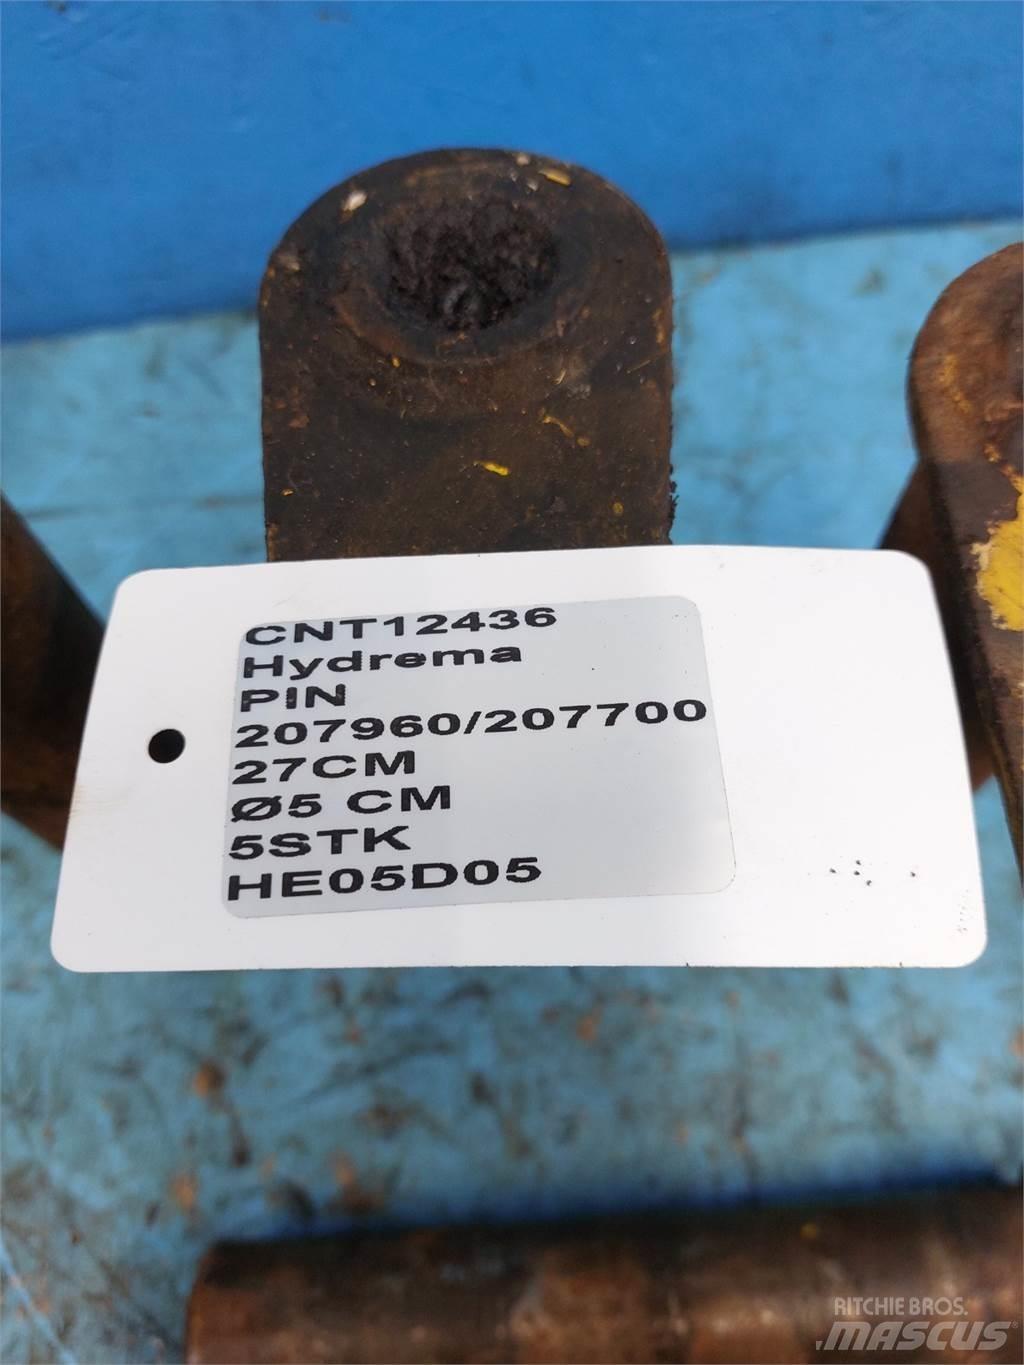 CNT12436
Hydrema
PIN
207960/207700
27CM
Ø5 CM
5STK
HE05D05
RITCHIE BROS.
MASCUS